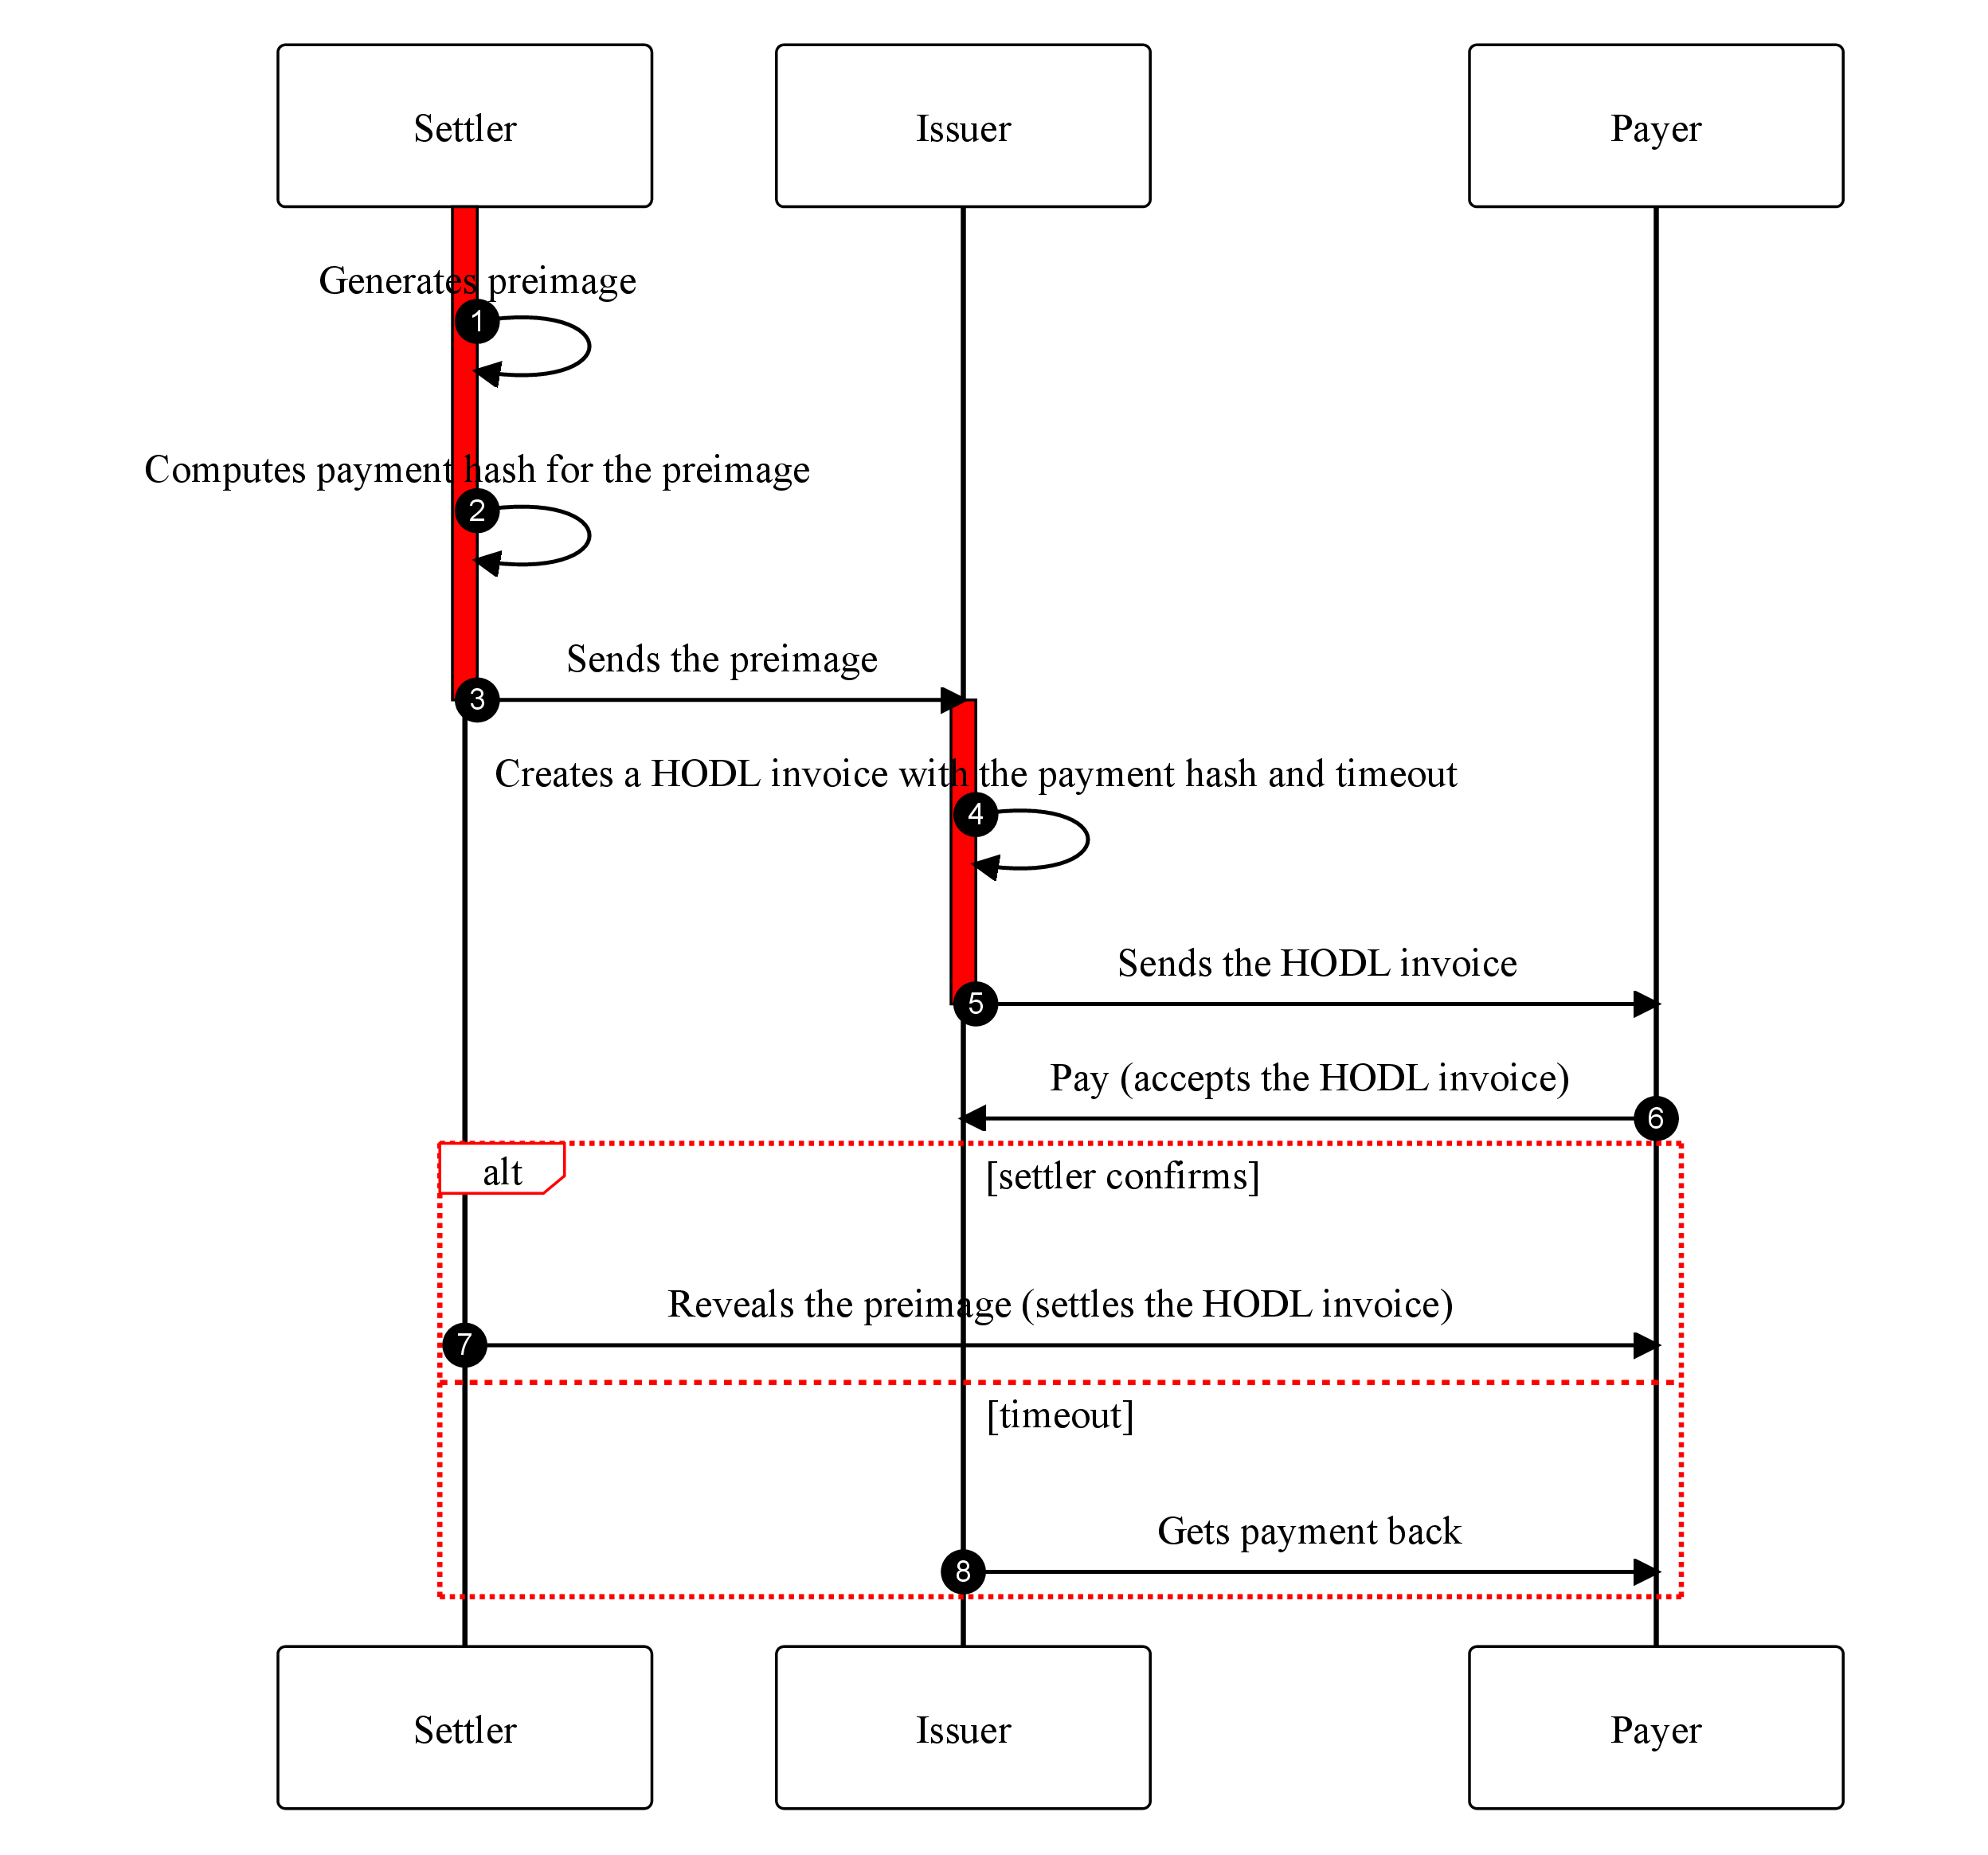 Settler
Issuer
Payer
Generates preimage
1
Computes payment hash for the preimage
2
Sends the preimage
3
Creates a HODL invoice with the payment hash and timeout
4
Sends the HODL invoice
5
Pay (accepts the HODL invoice)
6
alt
[settler confirms]
Reveals the preimage (settles the HODL invoice)
7
[timeout]
Gets payment back
8
Settler
Issuer
Payer